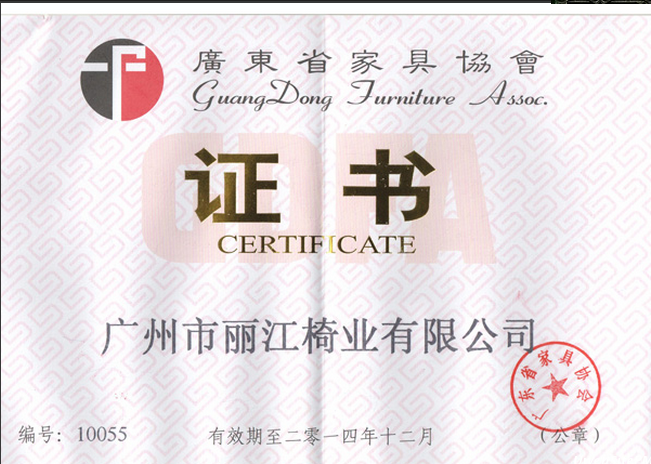 廣東省家具協會
GuangDong Furniture Assoc.
证书
CERTIFICATE
广州市丽江椅业有限公司
广东省家具协会
编号：10055
有效期至二零一四年十二月
（公章）